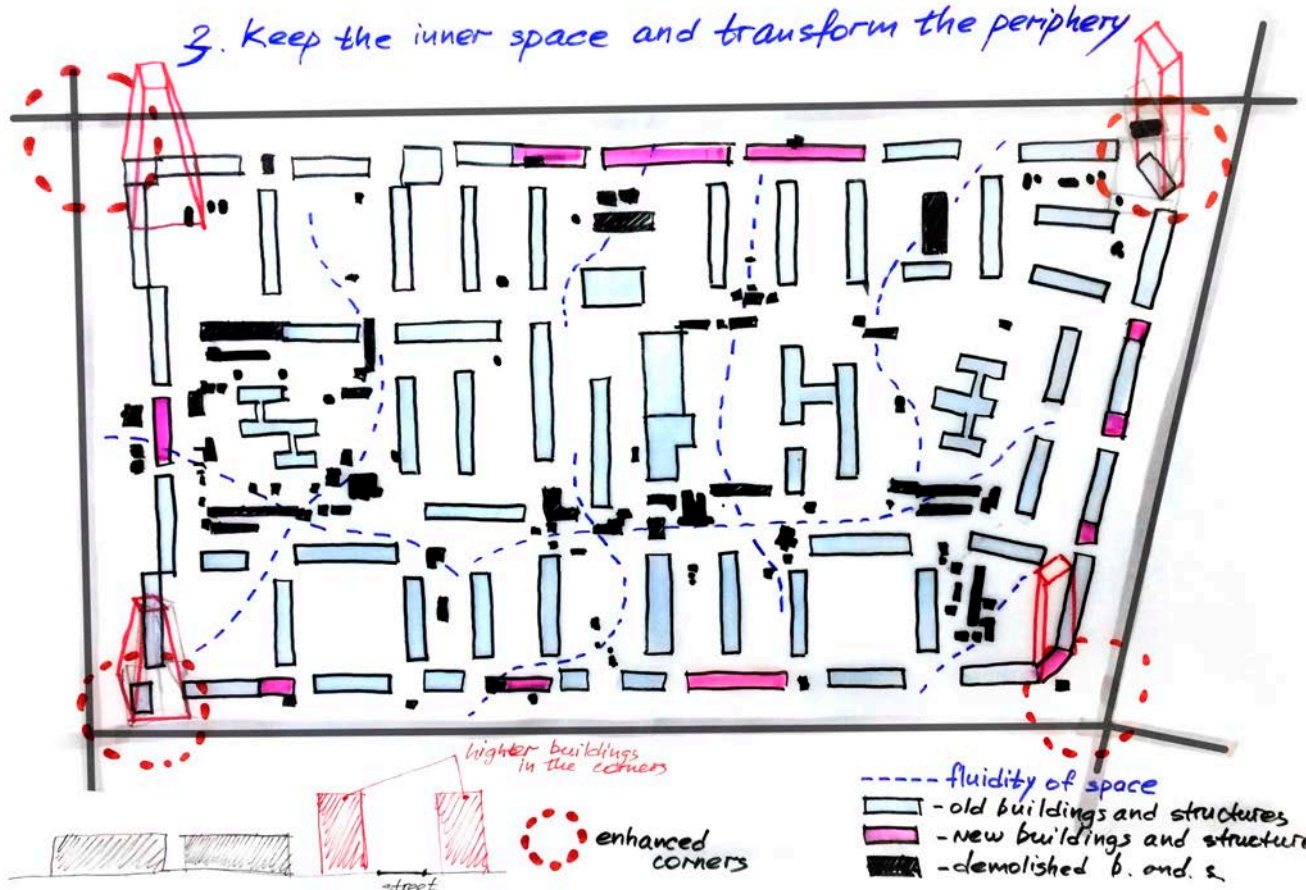 3. Keep the inner space and transform the periphery
higher buildings
in the corners
street
enhanced
corners
---- fluidity of space
- old buildings and structures
- new buildings and structure
- demolished b. and. s.